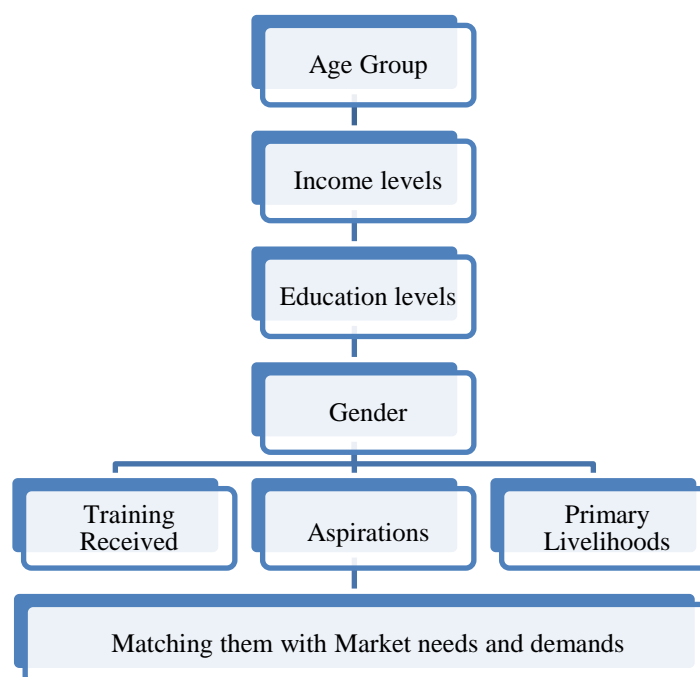 Age Group
Income levels
Education levels
Gender
Training
Received
Aspirations
Primary
Livelihoods
Matching them with Market needs and demands